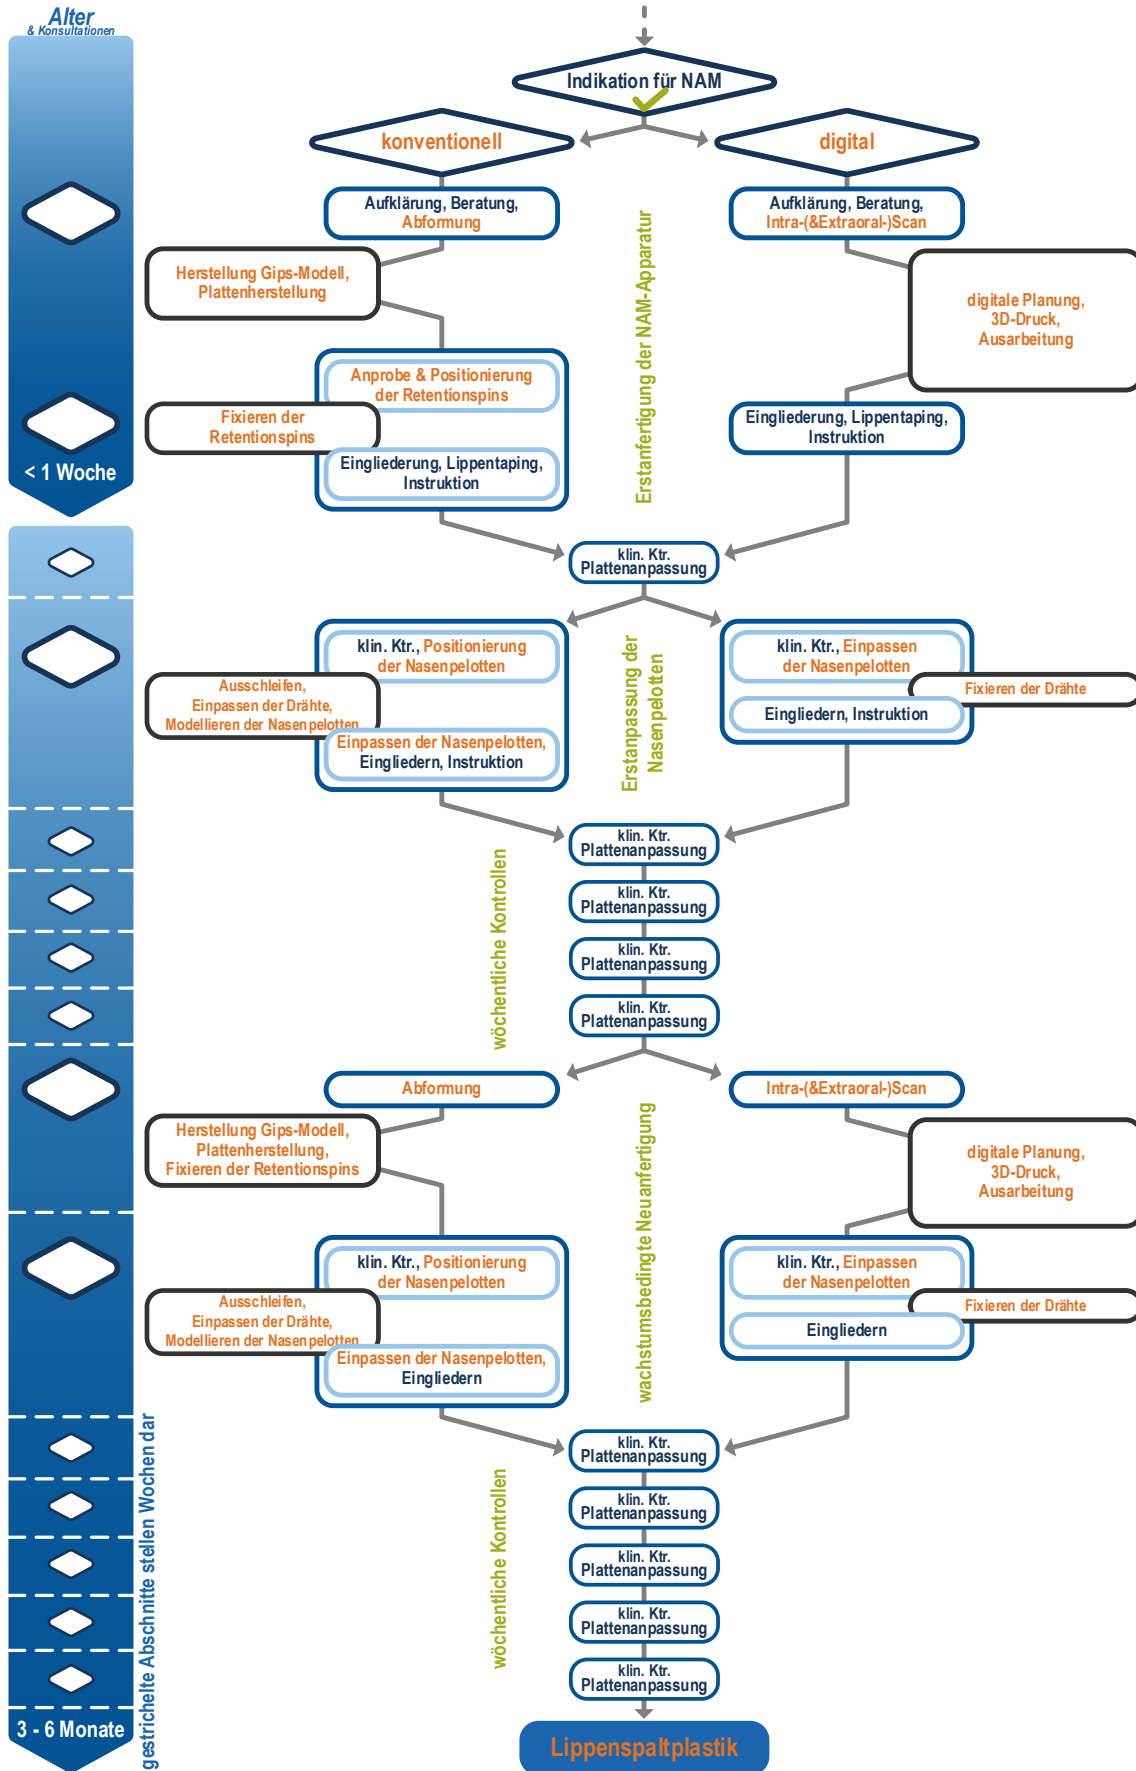 Alter
& Konsultationen
Indikation für NAM
konventionell
digital
Aufklärung, Beratung,
Abformung
Aufklärung, Beratung,
Intra-(&Extraoral-)Scan
Herstellung Gips-Modell,
Plattenherstellung
digitale Planung,
3D-Druck,
Ausarbeitung
Erstanfertigung der NAM-Apparatur
Anprobe & Positionierung
der Retentionspins
Fixieren der
Retentionspins
Eingliederung, Lippentaping,
Instruktion
Eingliederung, Lippentaping,
Instruktion
< 1 Woche
klin. Ktr.
Plattenanpassung
klin. Ktr., Positionierung
der Nasenpelotten
Ausschleifen,
Einpassen der Drähte,
Modellieren der Nasenpelotten
Einpassen der Nasenpelotten,
Eingliedern, Instruktion
Erstanpassung der
Nasenpelotten
klin. Ktr., Einpassen
der Nasenpelotten
Fixieren der Drähte
Eingliedern, Instruktion
klin. Ktr.
Plattenanpassung
klin. Ktr.
Plattenanpassung
klin. Ktr.
Plattenanpassung
klin. Ktr.
Plattenanpassung
wöchentliche Kontrollen
Abformung
Intra-(&Extraoral-)Scan
Herstellung Gips-Modell,
Plattenherstellung,
Fixieren der Retentionspins
digitale Planung,
3D-Druck,
Ausarbeitung
wachstumsbedingte Neuanfertigung
klin. Ktr., Positionierung
der Nasenpelotten
Ausschleifen,
Einpassen der Drähte,
Modellieren der Nasenpelotten
Einpassen der Nasenpelotten,
Eingliedern
klin. Ktr., Einpassen
der Nasenpelotten
Fixieren der Drähte
Eingliedern
klin. Ktr.
Plattenanpassung
klin. Ktr.
Plattenanpassung
klin. Ktr.
Plattenanpassung
klin. Ktr.
Plattenanpassung
klin. Ktr.
Plattenanpassung
wöchentliche Kontrollen
gestrichelte Abschnitte stellen Wochen dar
3 - 6 Monate
Lippenspaltplastik